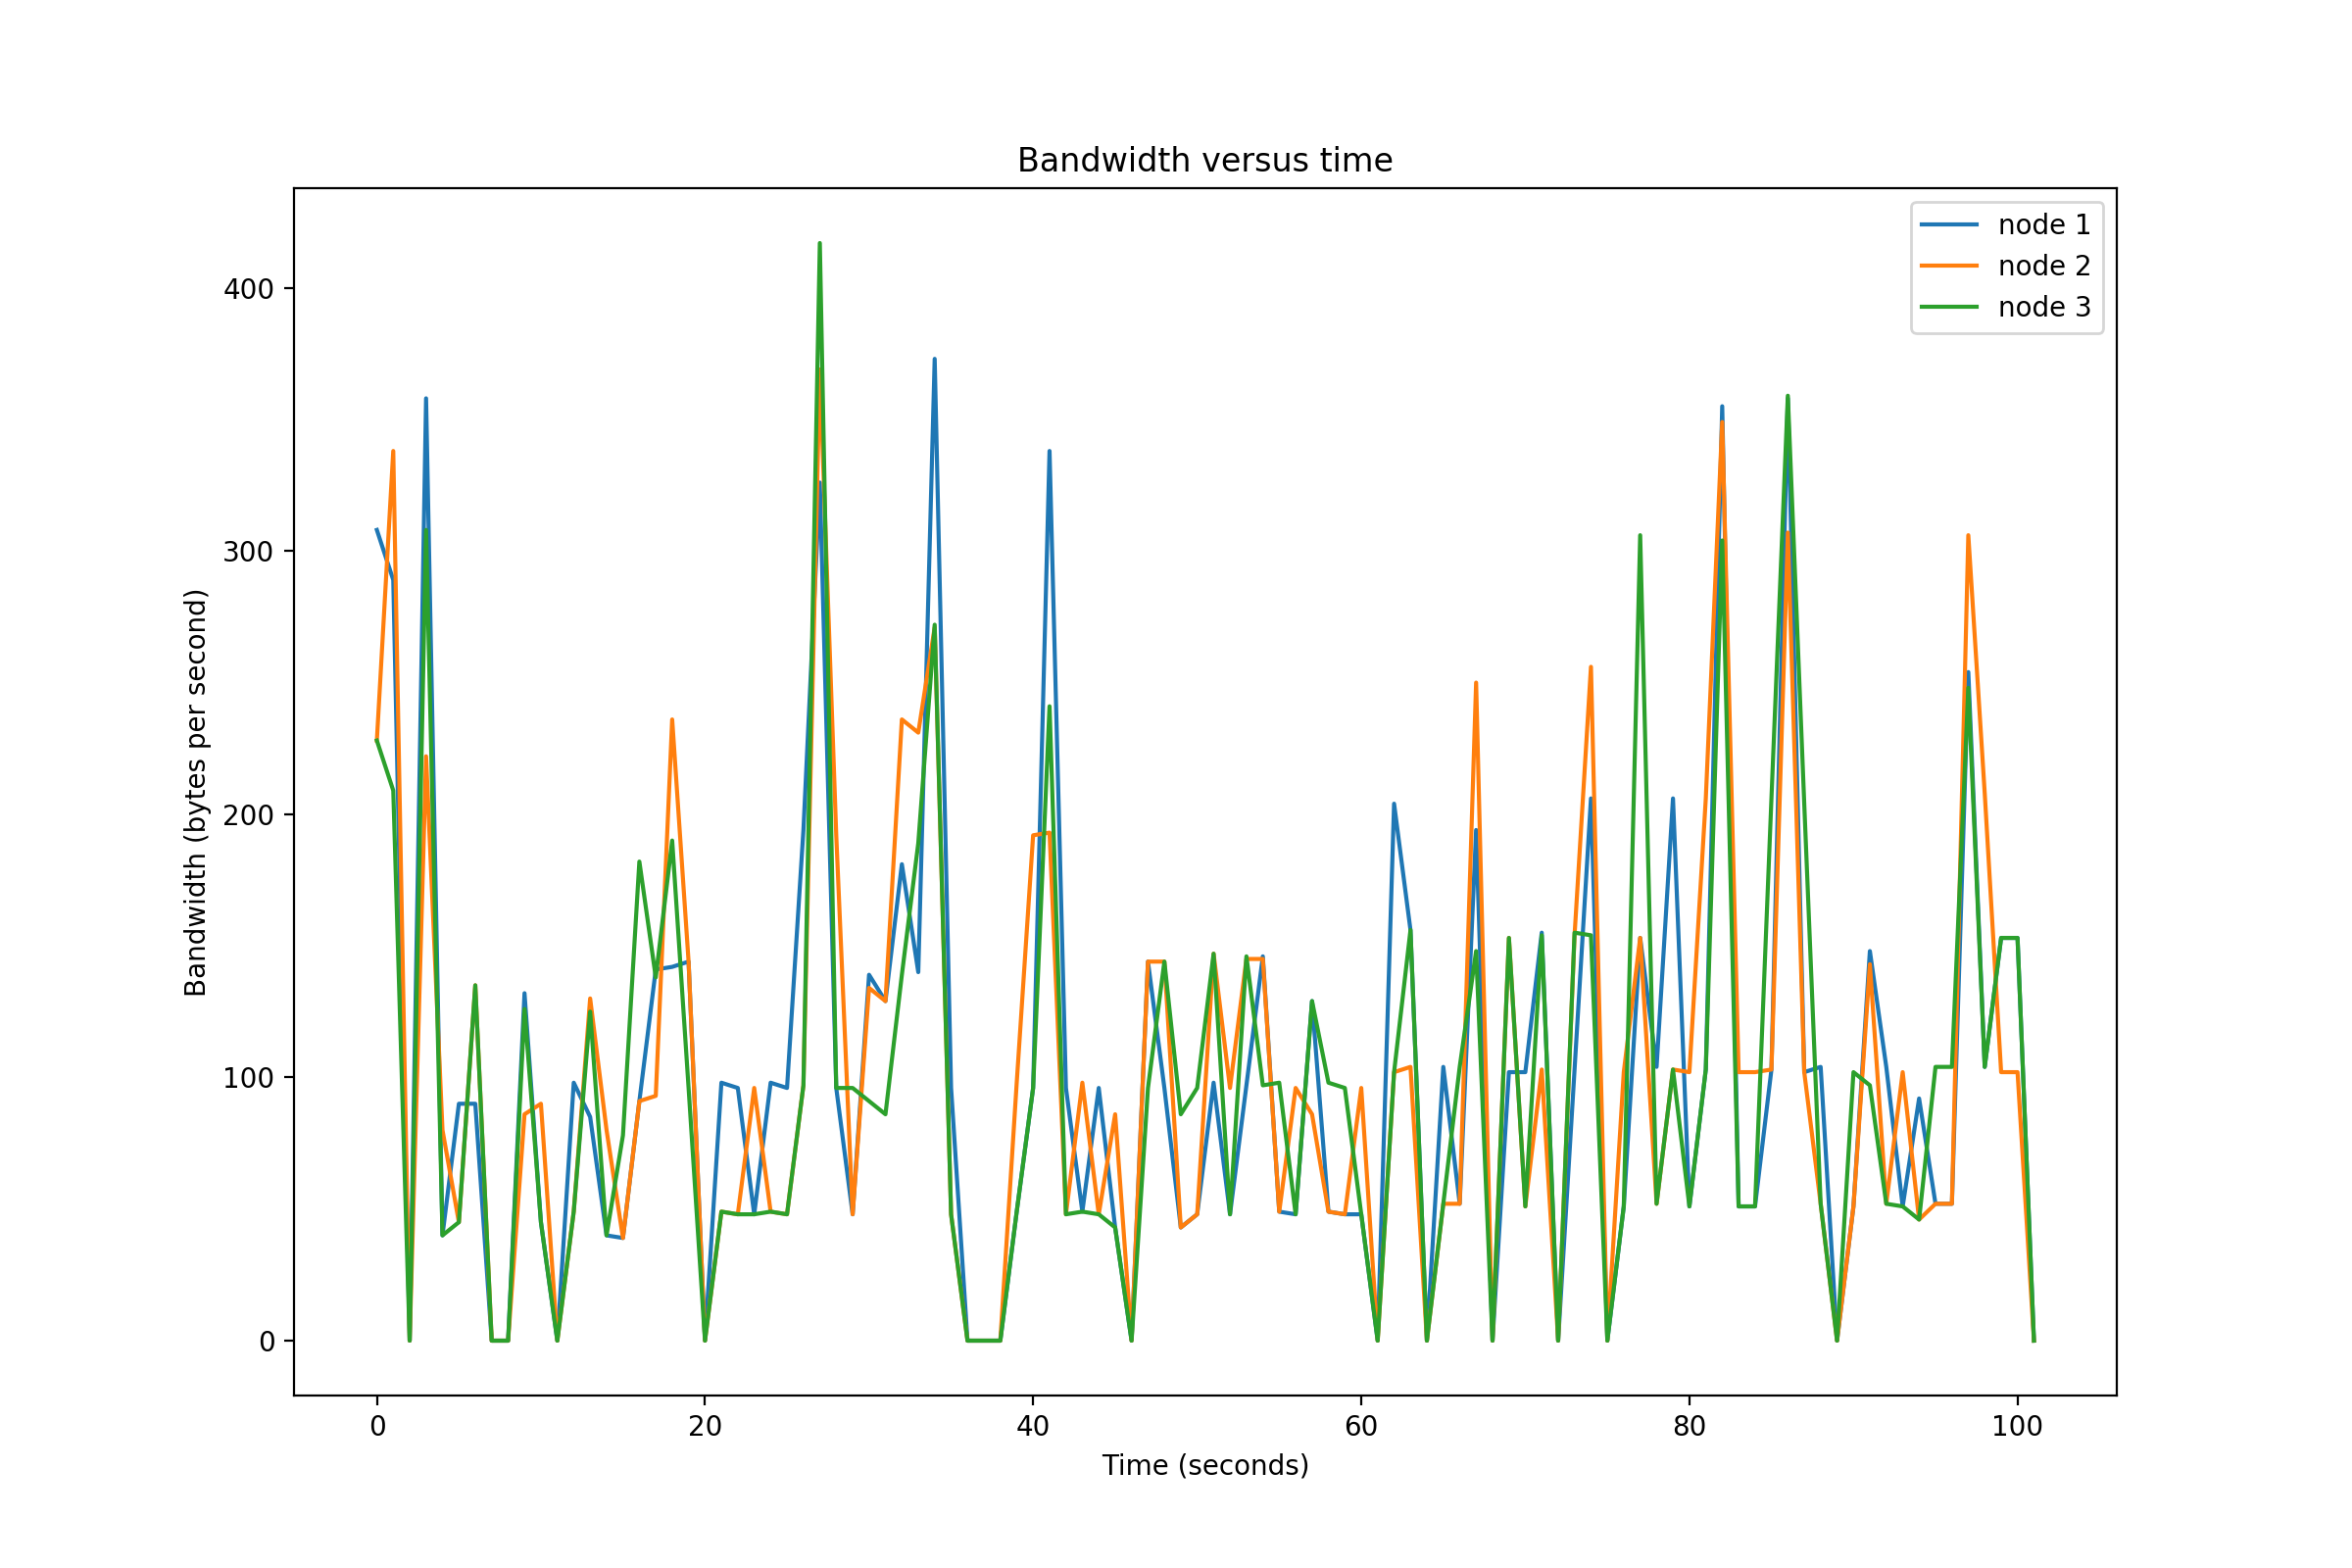 Bandwidth versus time
node 1
node 2
node 3
400
300
200
100
0
Bandwidth (bytes per second)
0 20 40 60 80 100
Time (seconds)